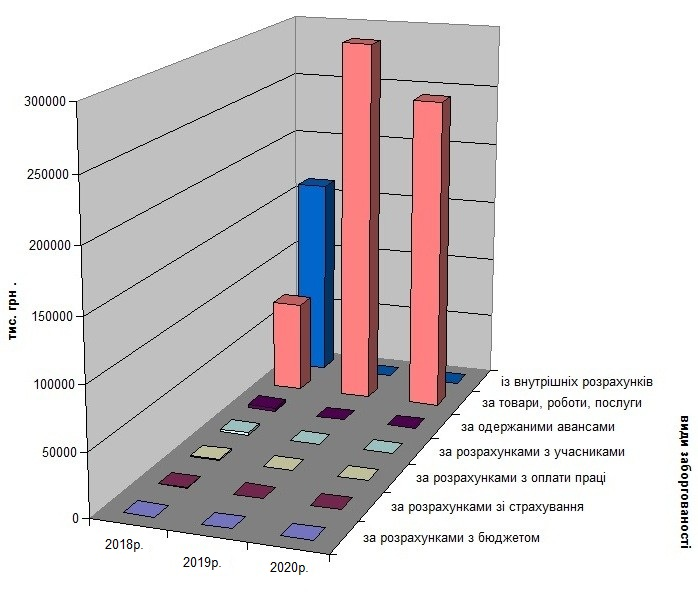 300000
250000
200000
150000
100000
50000
0
тис. грн .
2018р.
2019р.
2020р.
із внутрішніх розрахунків
за товари, роботи, послуги
за одержаними авансами
за розрахунками з учасниками
за розрахунками з оплати праці
за розрахунками зі страхування
за розрахунками з бюджетом
види заборгованості